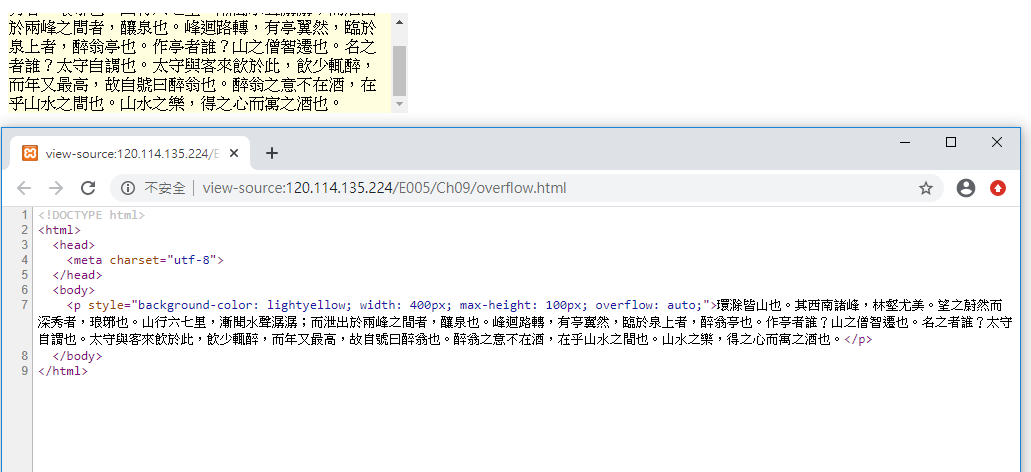 於兩峰之間者，釀泉也。峰迴路轉，有亭翼然，臨於
泉上者，醉翁亭也。作亭者誰？山之僧智遷也。名之
者誰？太守自謂也。太守與客來飲於此，飲少輒醉，
而年又最高，故自號曰醉翁也。醉翁之意不在酒，在
乎山水之間也。山水之樂，得之心而寓之酒也。
view-source:120.114.135.224/E
不安全 | view-source:120.114.135.224/E005/Ch09/overflow.html
1 <!DOCTYPE html>
2 <html>
3 <head>
4 <meta charset="utf-8">
5 </head>
6 <body>
7 <p style="background-color: lightyellow; width: 400px; max-height: 100px; overflow: auto;">環滁皆山也。其西南諸峰，林壑尤美。望之蔚然而
深秀者，琅琊也。山行六七里，漸聞水聲潺潺；而泄出於兩峰之間者，釀泉也。峰迴路轉，有亭翼然，臨於泉上者，醉翁亭也。作亭者誰？山之僧智遷也。名之者誰？太守
自謂也。太守與客來飲於此，飲少輒醉，而年又最高，故自號曰醉翁也。醉翁之意不在酒，在乎山水之間也。山水之樂，得之心而寓之酒也。</p>
8 </body>
9 </html>